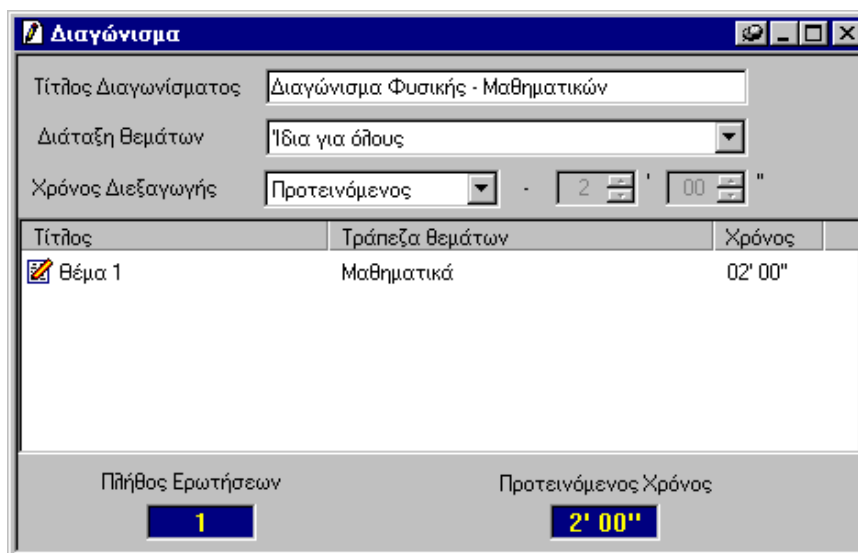 Διαγώνισμα
Τίτλος Διαγωνίσματος Διαγώνισμα Φυσικής - Μαθηματικών
Διάταξη Θεμάτων Ίδια για όλους
Χρόνος Διεξαγωγής Προτεινόμενος - 2 ' 00 "
Τίτλος Τράπεζα θεμάτων Χρόνος
Θέμα 1 Μαθηματικά 02' 00"
Πλήθος Ερωτήσεων Προτεινόμενος Χρόνος
1 2' 00"